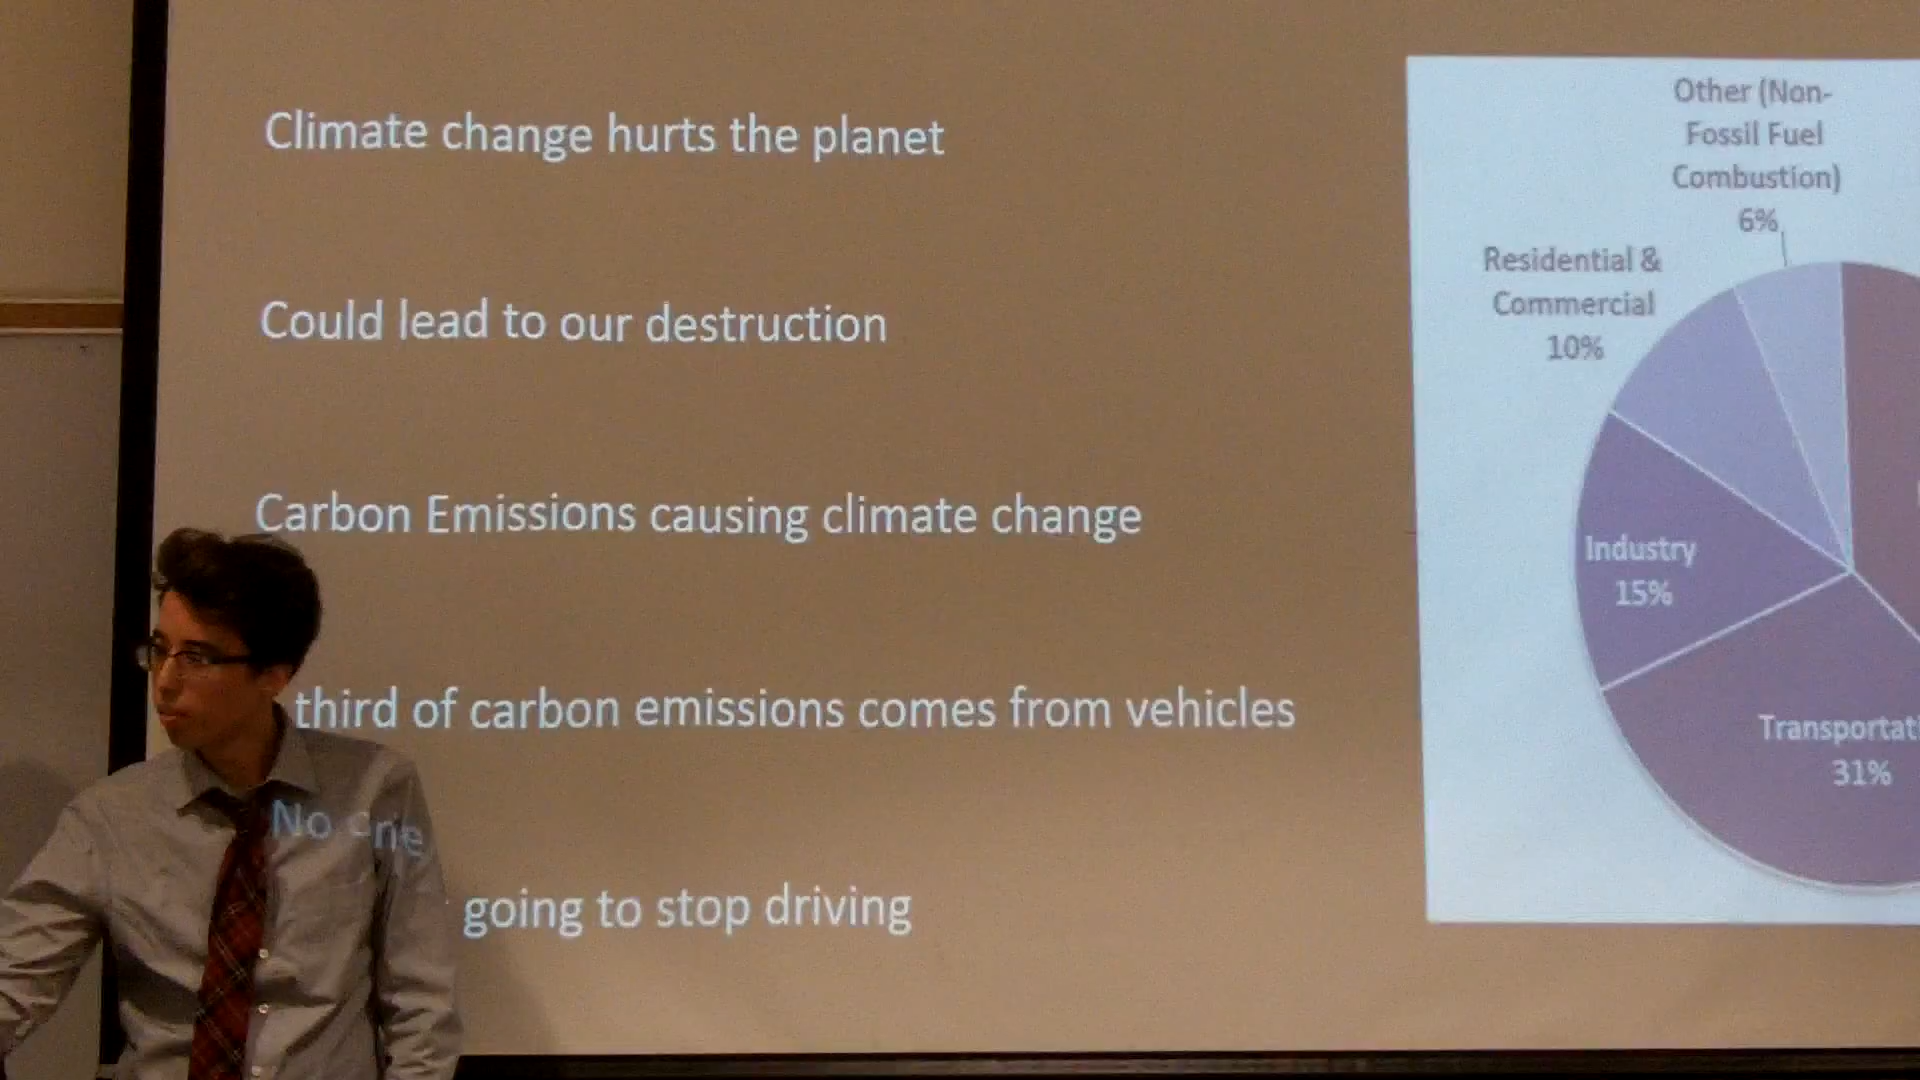 Climate change hurts the planet
Could lead to our destruction
Carbon Emissions causing climate change
third of carbon emissions comes from vehicles
No one
going to stop driving
Other (Non-
Fossil Fuel
Combustion)
6%
Residential &
Commercial
10%
Industry
15%
Transportati
31%